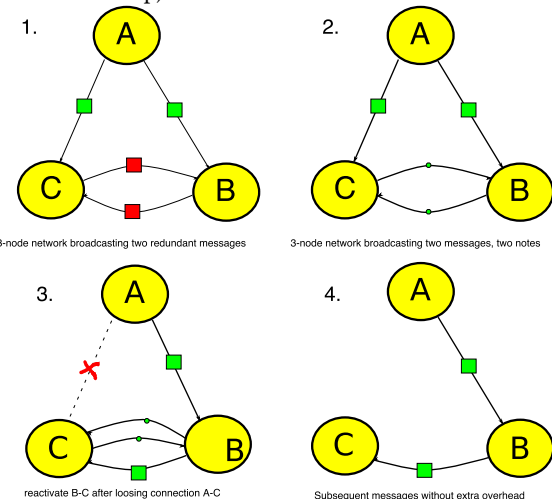 1.
A
C
B
3-node network broadcasting two redundant messages
2.
A
C
B
3-node network broadcasting two messages, two notes
3.
A
C
B
reactivate B-C after loosing connection A-C
4.
A
C
B
Subsequent messages without extra overhead